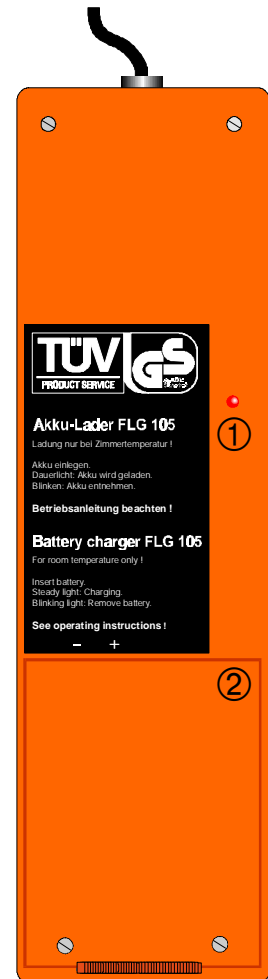 TÜV
PRODUCT SERVICE
GS
Akku-Lader FLG 105
Ladung nur bei Zimmertemperatur !
Akku einlegen.
Dauerlicht: Akku wird geladen.
Blinken: Akku entnehmen.
Betriebsanleitung beachten !
Battery charger FLG 105
For room temperature only !
Insert battery.
Steady light: Charging.
Blinking light: Remove battery.
See operating instructions !
– +
①
②